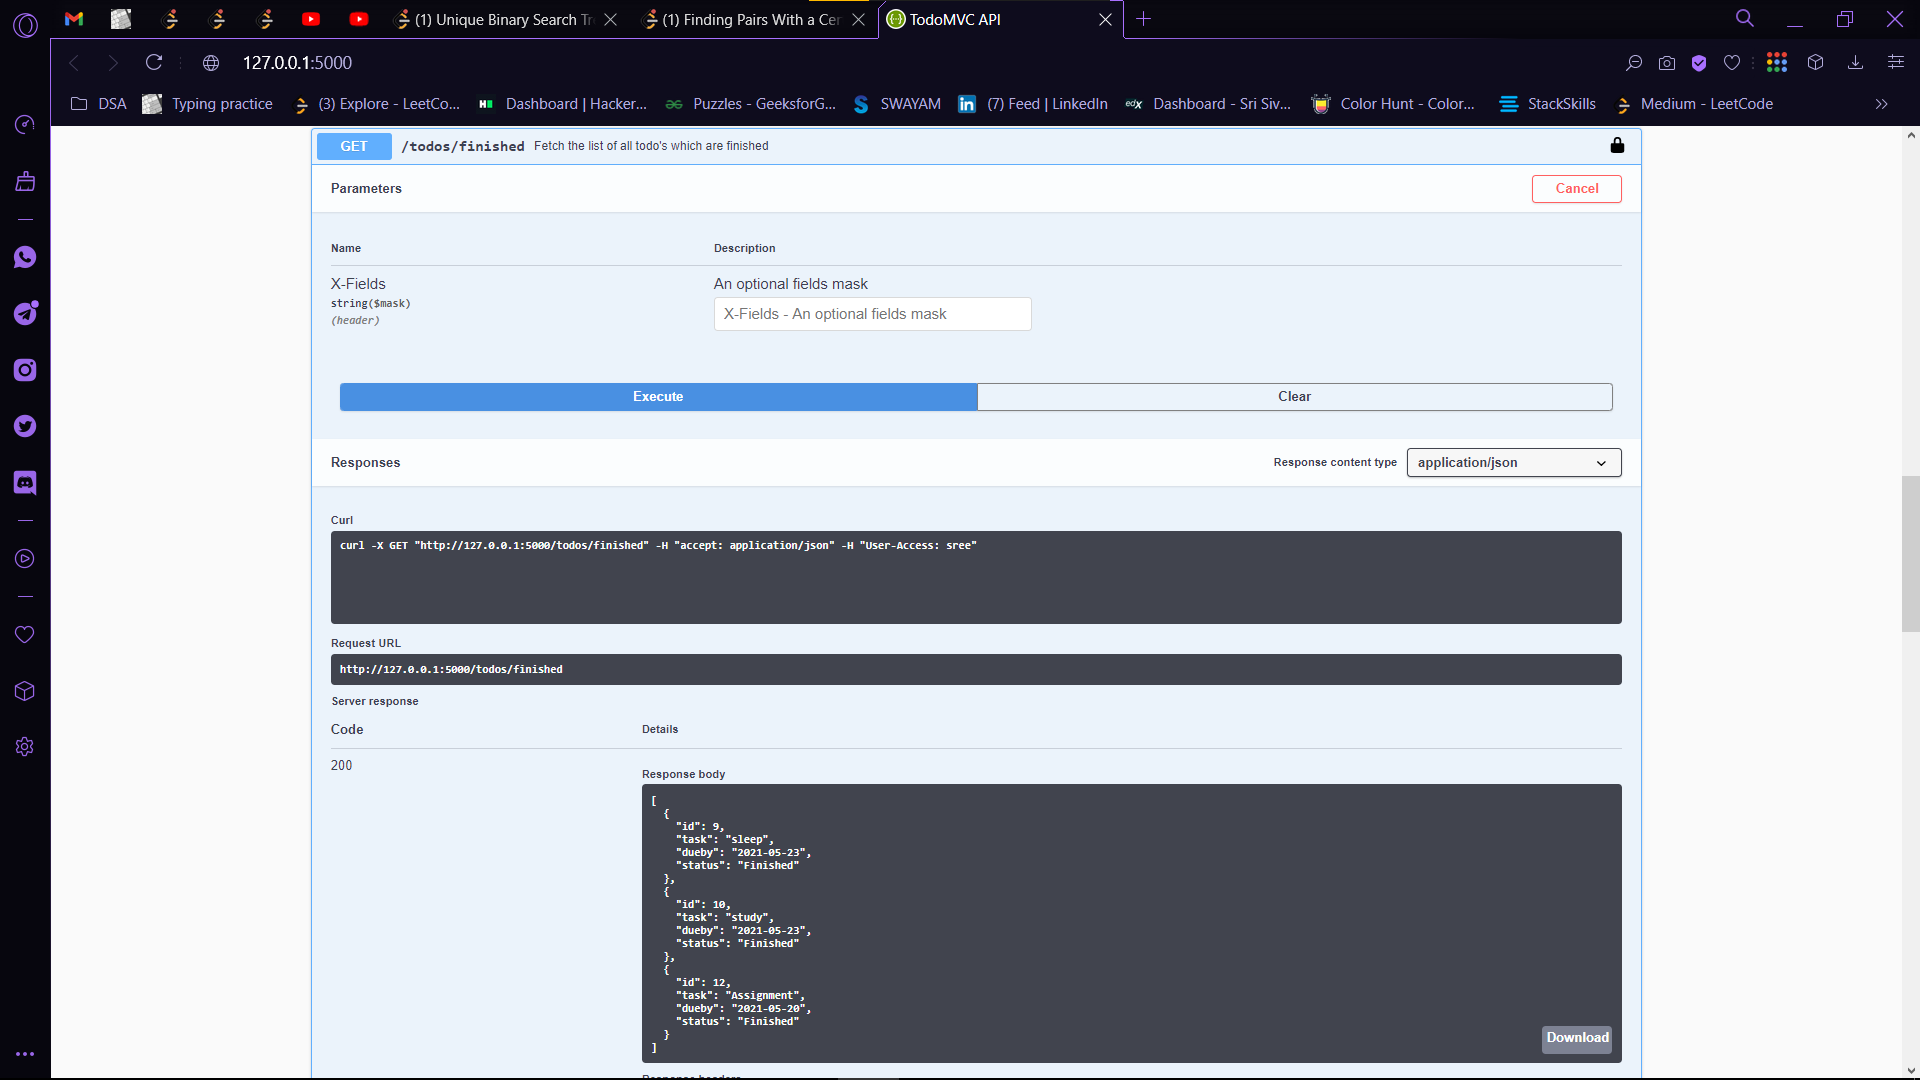 (1) Unique Binary Search Tr
(1) Finding Pairs With a Cer
TodoMVC API
127.0.0.1:5000
DSA
Typing practice
(3) Explore - LeetCo...
Dashboard | Hacker...
Puzzles - GeeksforG...
SWAYAM
(7) Feed | LinkedIn
edX
Dashboard - Sri Siv...
Color Hunt - Color...
StackSkills
Medium - LeetCode
GET /todos/finished Fetch the list of all todo's which are finished
Parameters
Cancel
Name Description
X-Fields An optional fields mask
string($mask)
(header)
X-Fields - An optional fields mask
Execute Clear
Responses
Response content type application/json
Curl
curl -X GET "http://127.0.0.1:5000/todos/finished" -H "accept: application/json" -H "User-Access: sree"
Request URL
http://127.0.0.1:5000/todos/finished
Server response
Code Details
200
Response body
[
{
"id": 9,
"task": "sleep",
"dueby": "2021-05-23",
"status": "Finished"
},
{
"id": 10,
"task": "study",
"dueby": "2021-05-23",
"status": "Finished"
},
{
"id": 12,
"task": "Assignment",
"dueby": "2021-05-20",
"status": "Finished"
}
]
Download